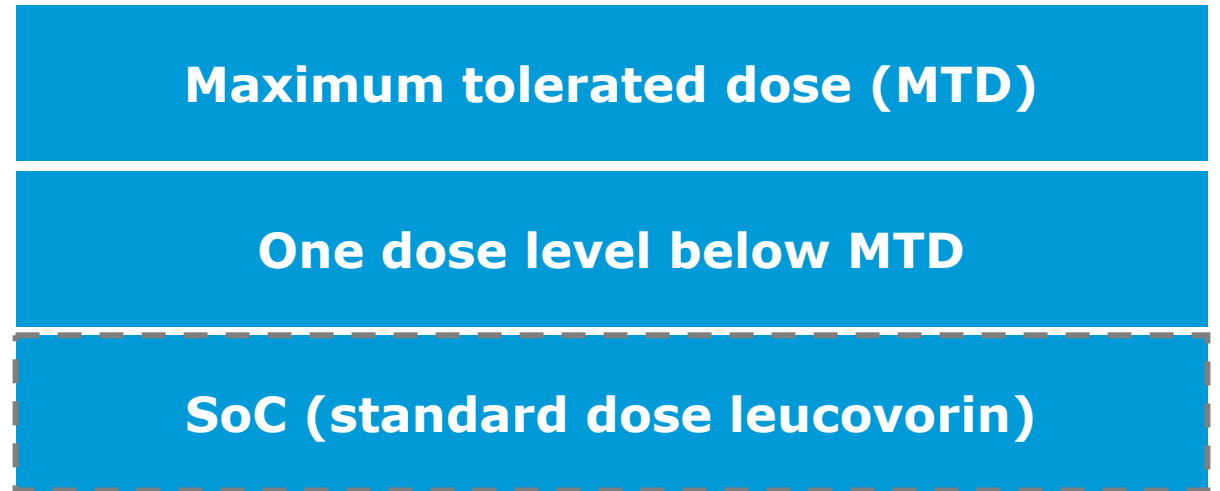 Maximum tolerated dose (MTD)
One dose level below MTD
SoC (standard dose leucovorin)